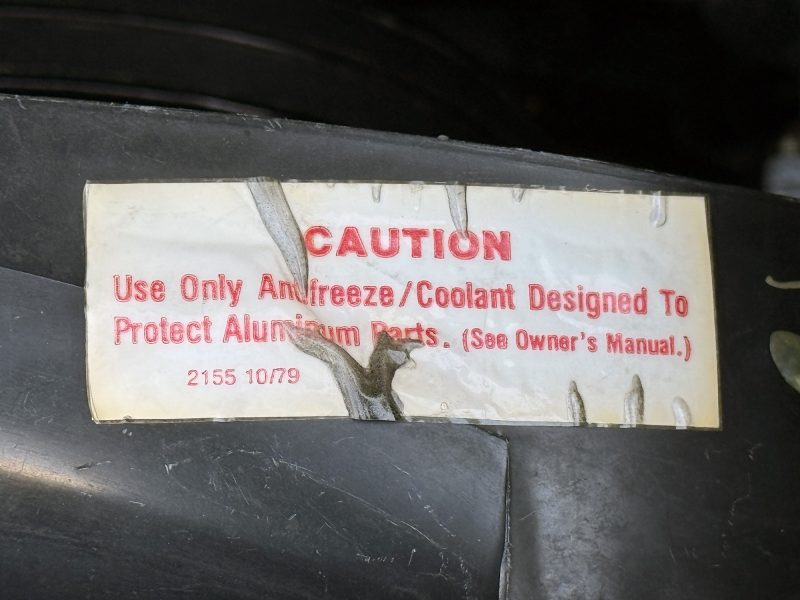 CAUTION
Use Only Antifreeze/Coolant Designed To
Protect Aluminum Parts. (See Owner's Manual.)
2155 10/79